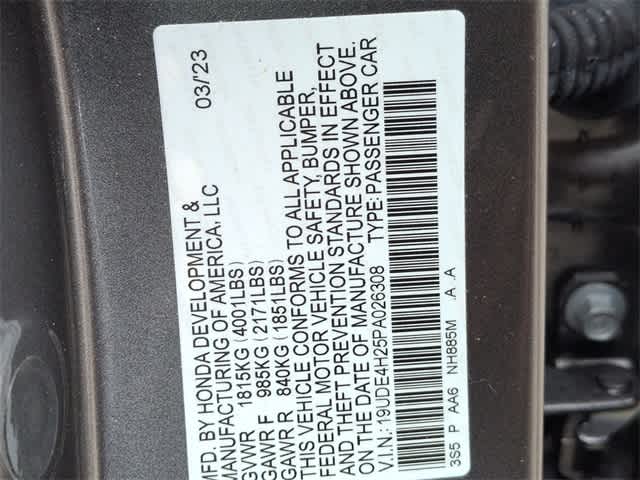 MFD. BY HONDA DEVELOPMENT & 03/'23
MANUFACTURING OF AMERICA, LLC
GVWR 1815KG (4001LBS)
GAWR F 985KG (2171LBS)
GAWR R 840KG (1851LBS)
THIS VEHICLE CONFORMS TO ALL APPLICABLE
FEDERAL MOTOR VEHICLE SAFETY, BUMPER,
AND THEFT PREVENTION STANDARDS IN EFFECT
ON THE DATE OF MANUFACTURE SHOWN ABOVE.
V.I.N.: 19UDE4H25PA026308 TYPE: PASSENGER CAR
3S5 P AA6 NH885M .A .A